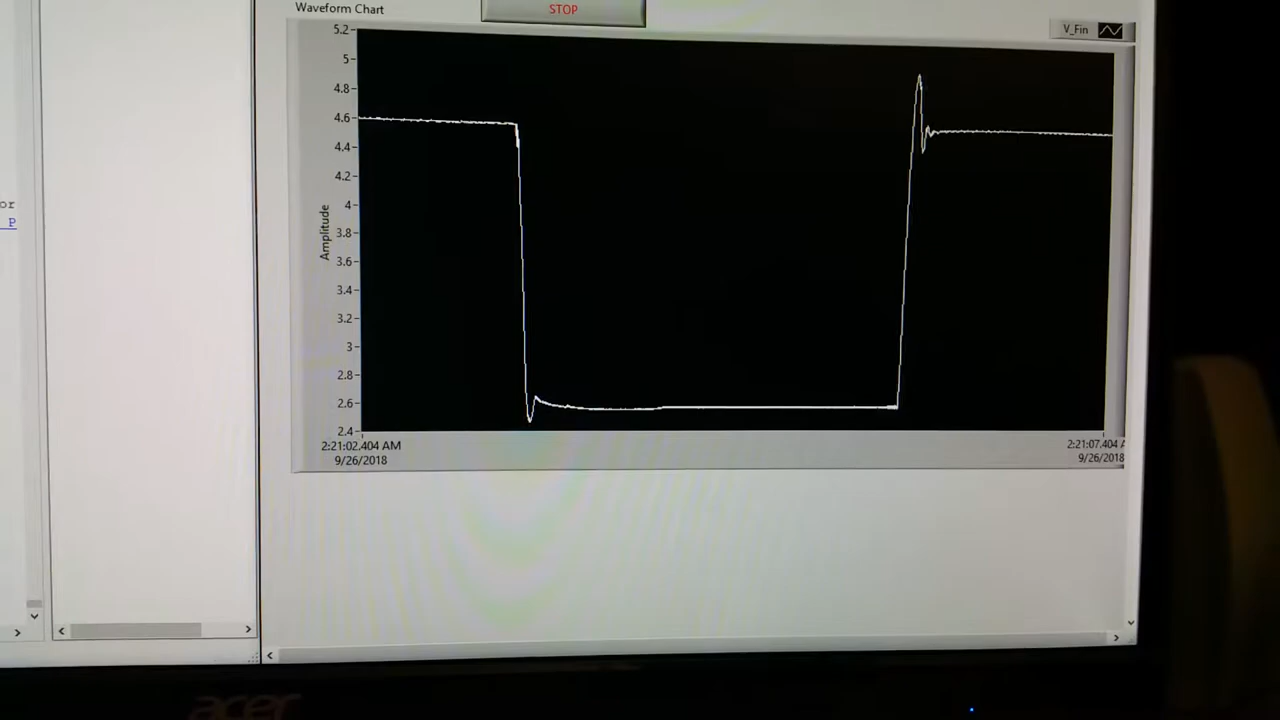 Waveform Chart
STOP
V_Fin
5.2
5
4.8
4.6
4.4
4.2
4
3.8
3.6
3.4
3.2
3
2.8
2.6
2.4
Amplitude
2:21:02.404 AM
9/26/2018
2:21:07.404 A
9/26/2018
or
P
acer